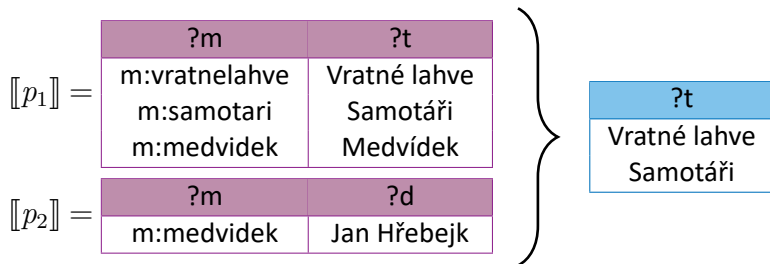 ⟦p₁⟧ =
?m ?t
m:vratnelahve Vratné lahve
m:samotari Samotáři
m:medvidek Medvídek
⟦p₂⟧ =
?m ?d
m:medvidek Jan Hřebejk
?t
Vratné lahve
Samotáři